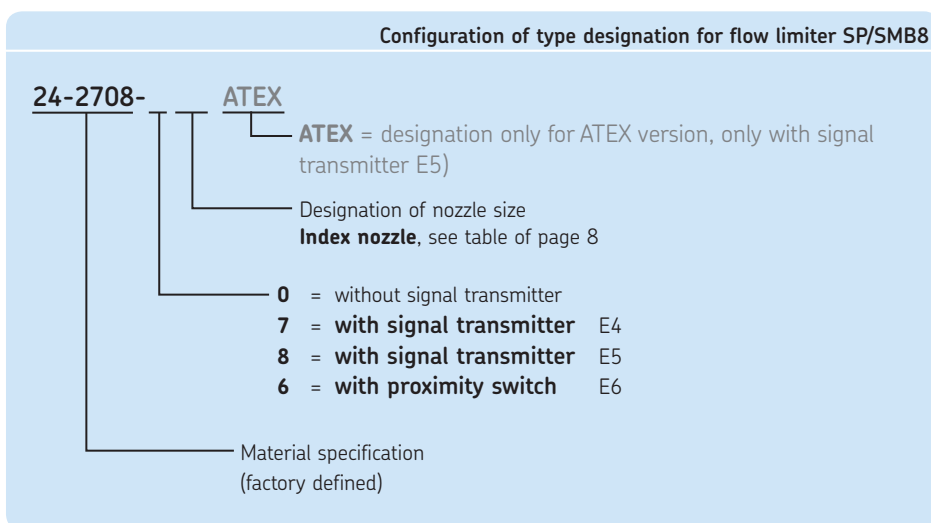 Configuration of type designation for flow limiter SP/SMB8
24-2708- _ __ ATEX
ATEX = designation only for ATEX version, only with signal
transmitter E5)
Designation of nozzle size
Index nozzle, see table of page 8
0 = without signal transmitter
7 = with signal transmitter E4
8 = with signal transmitter E5
6 = with proximity switch E6
Material specification
(factory defined)